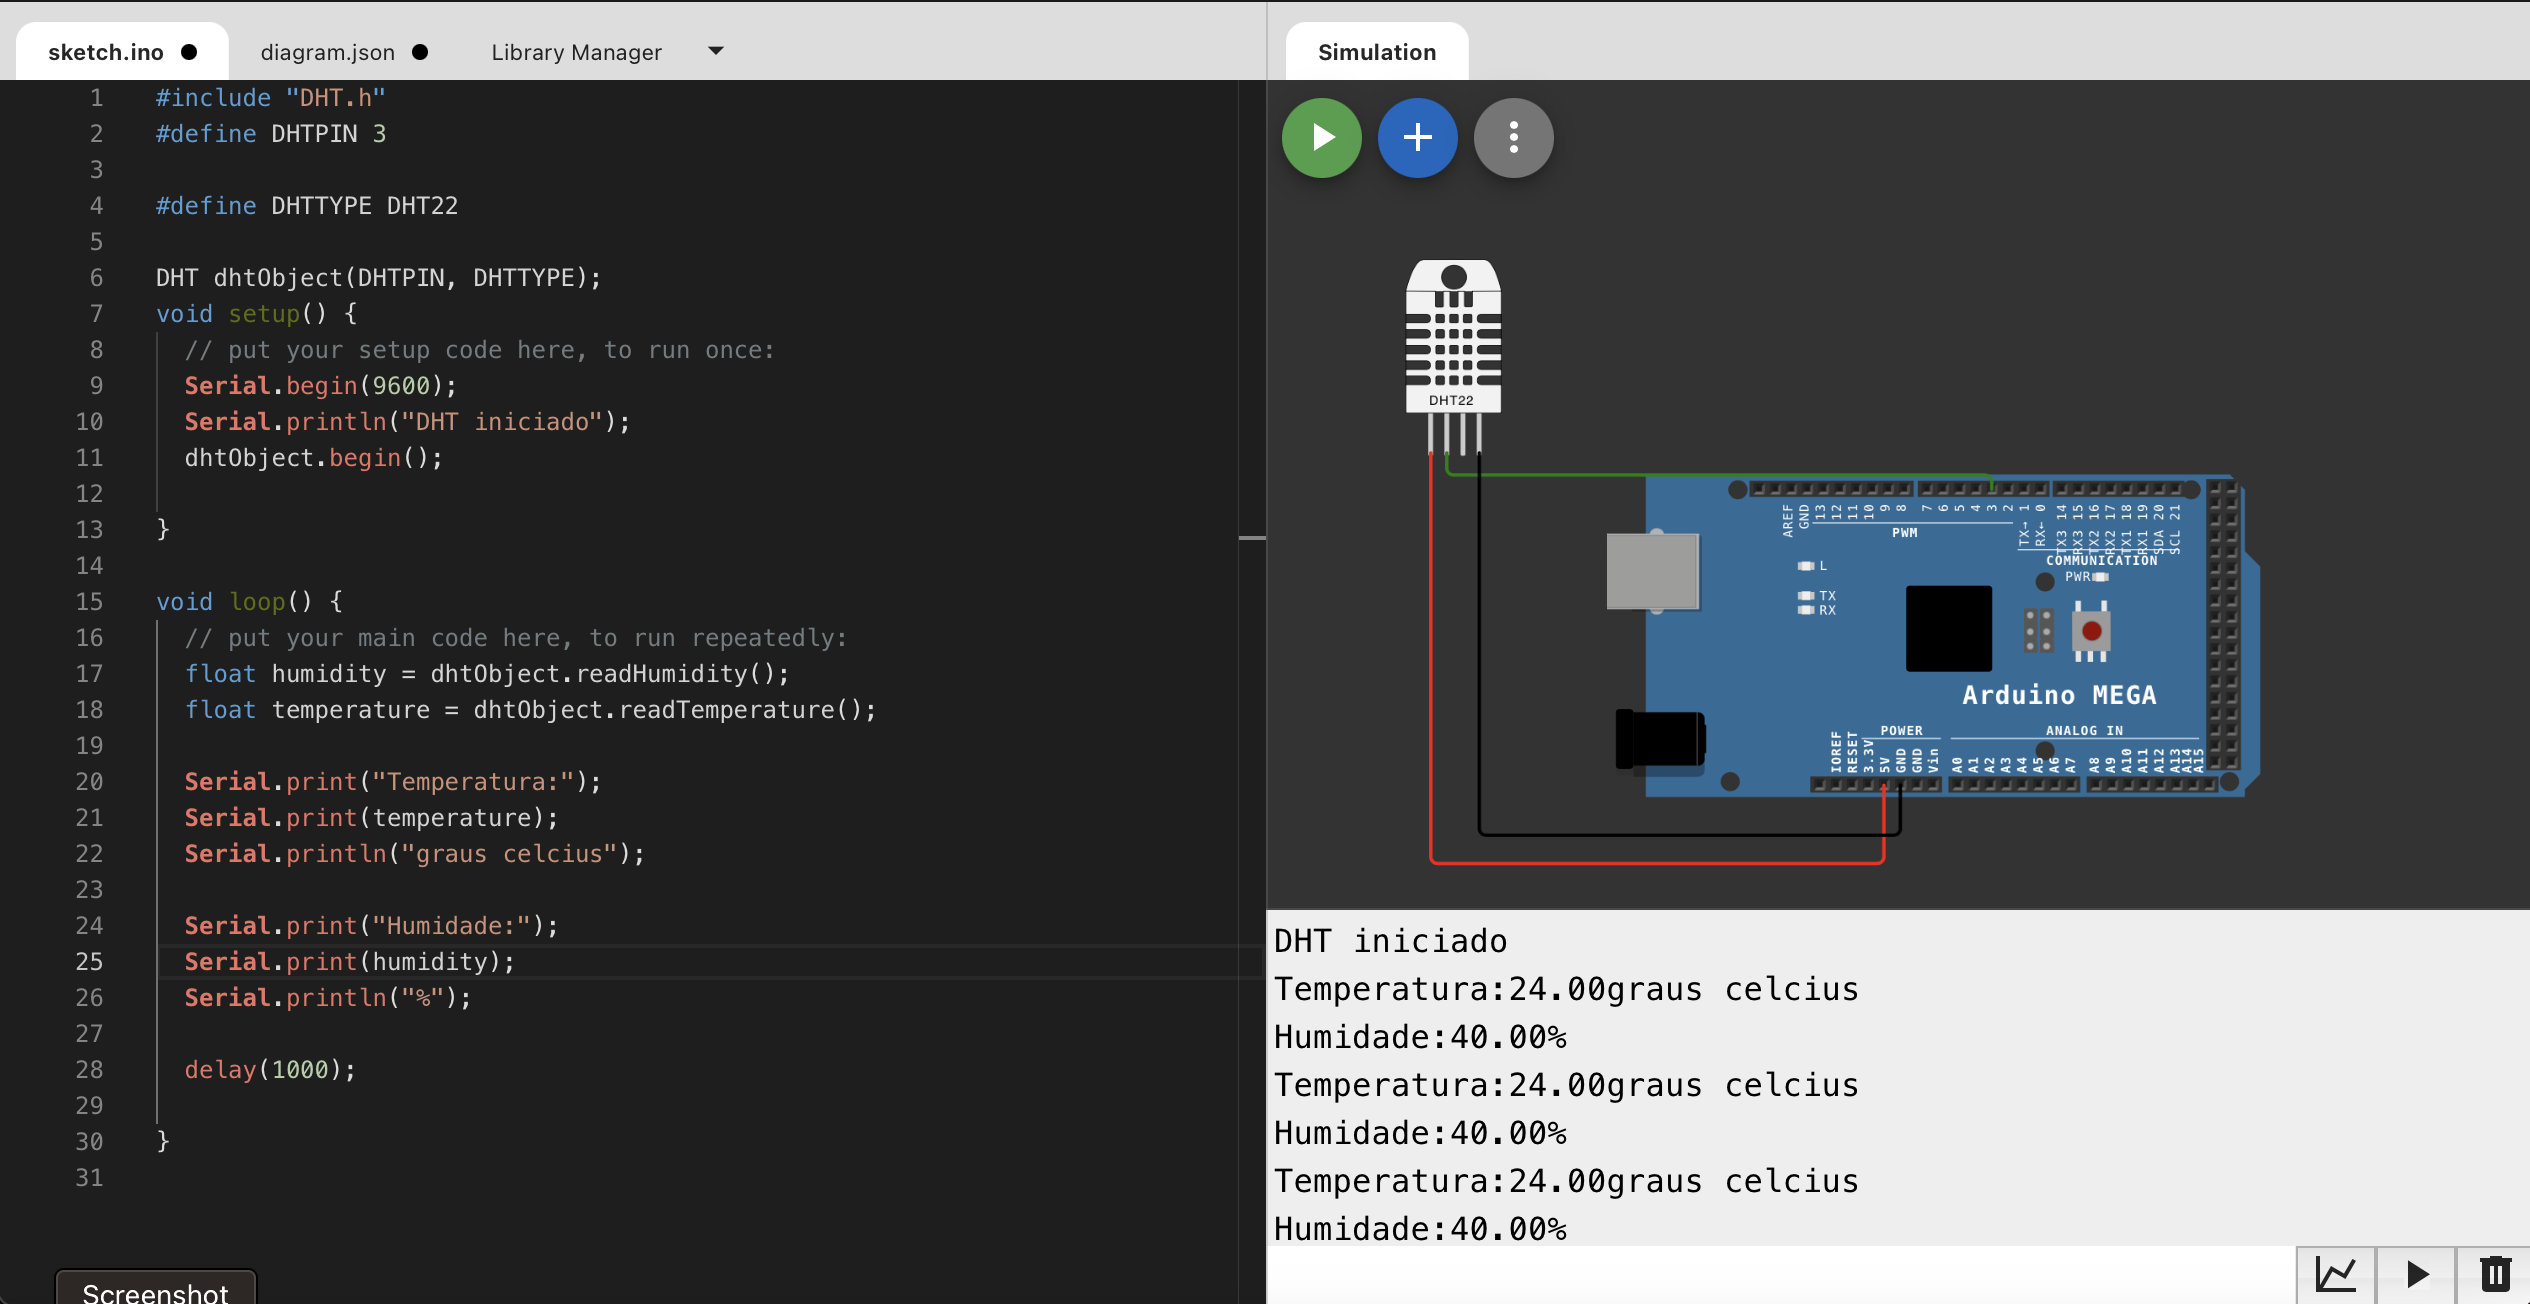 sketch.ino ● diagram.json ● Library Manager
1 #include "DHT.h"
2 #define DHTPIN 3
3
4 #define DHTTYPE DHT22
5
6 DHT dhtObject(DHTPIN, DHTTYPE);
7 void setup() {
8 // put your setup code here, to run once:
9 Serial.begin(9600);
10 Serial.println("DHT iniciado");
11 dhtObject.begin();
12
13 }
14
15 void loop() {
16 // put your main code here, to run repeatedly:
17 float humidity = dhtObject.readHumidity();
18 float temperature = dhtObject.readTemperature();
19
20 Serial.print("Temperatura:");
21 Serial.print(temperature);
22 Serial.println("graus celcius");
23
24 Serial.print("Humidade:");
25 Serial.print(humidity);
26 Serial.println("%");
27
28 delay(1000);
29
30 }
31
Screenshot
Simulation
DHT22
AREF GND 13 12 11 10 9 8 7 6 5 4 3 2 1 0 14 15 16 17 18 19 20 21
TX→ RX← TX3 RX3 TX2 RX2 TX1 RX1 SDA SCL
PWM
COMMUNICATION
L
PWR
TX
RX
Arduino MEGA
POWER ANALOG IN
IOREF RESET 3.3V 5V GND GND Vin A0 A1 A2 A3 A4 A5 A6 A7 A8 A9 A10 A11 A12 A13 A14 A15
DHT iniciado
Temperatura:24.00graus celcius
Humidade:40.00%
Temperatura:24.00graus celcius
Humidade:40.00%
Temperatura:24.00graus celcius
Humidade:40.00%